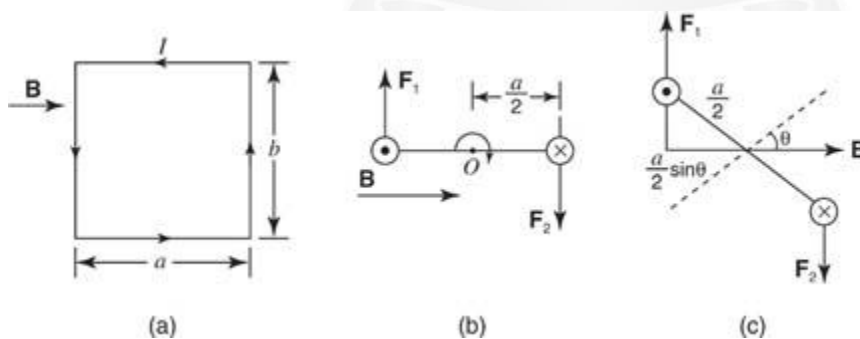 I
B
b
a
(a)
F₁
a/2
O
B
F₂
(b)
F₁
a/2
θ
B
a/2 sinθ
F₂
(c)